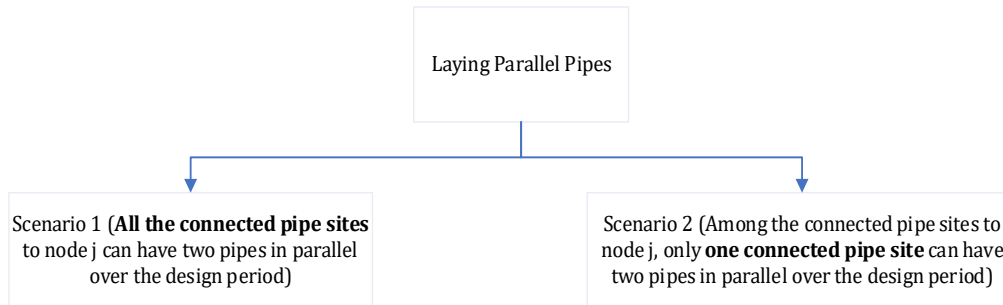 Laying Parallel Pipes
Scenario 1 (All the connected pipe sites
to node j can have two pipes in parallel
over the design period)
Scenario 2 (Among the connected pipe sites to
node j, only one connected pipe site can have
two pipes in parallel over the design period)